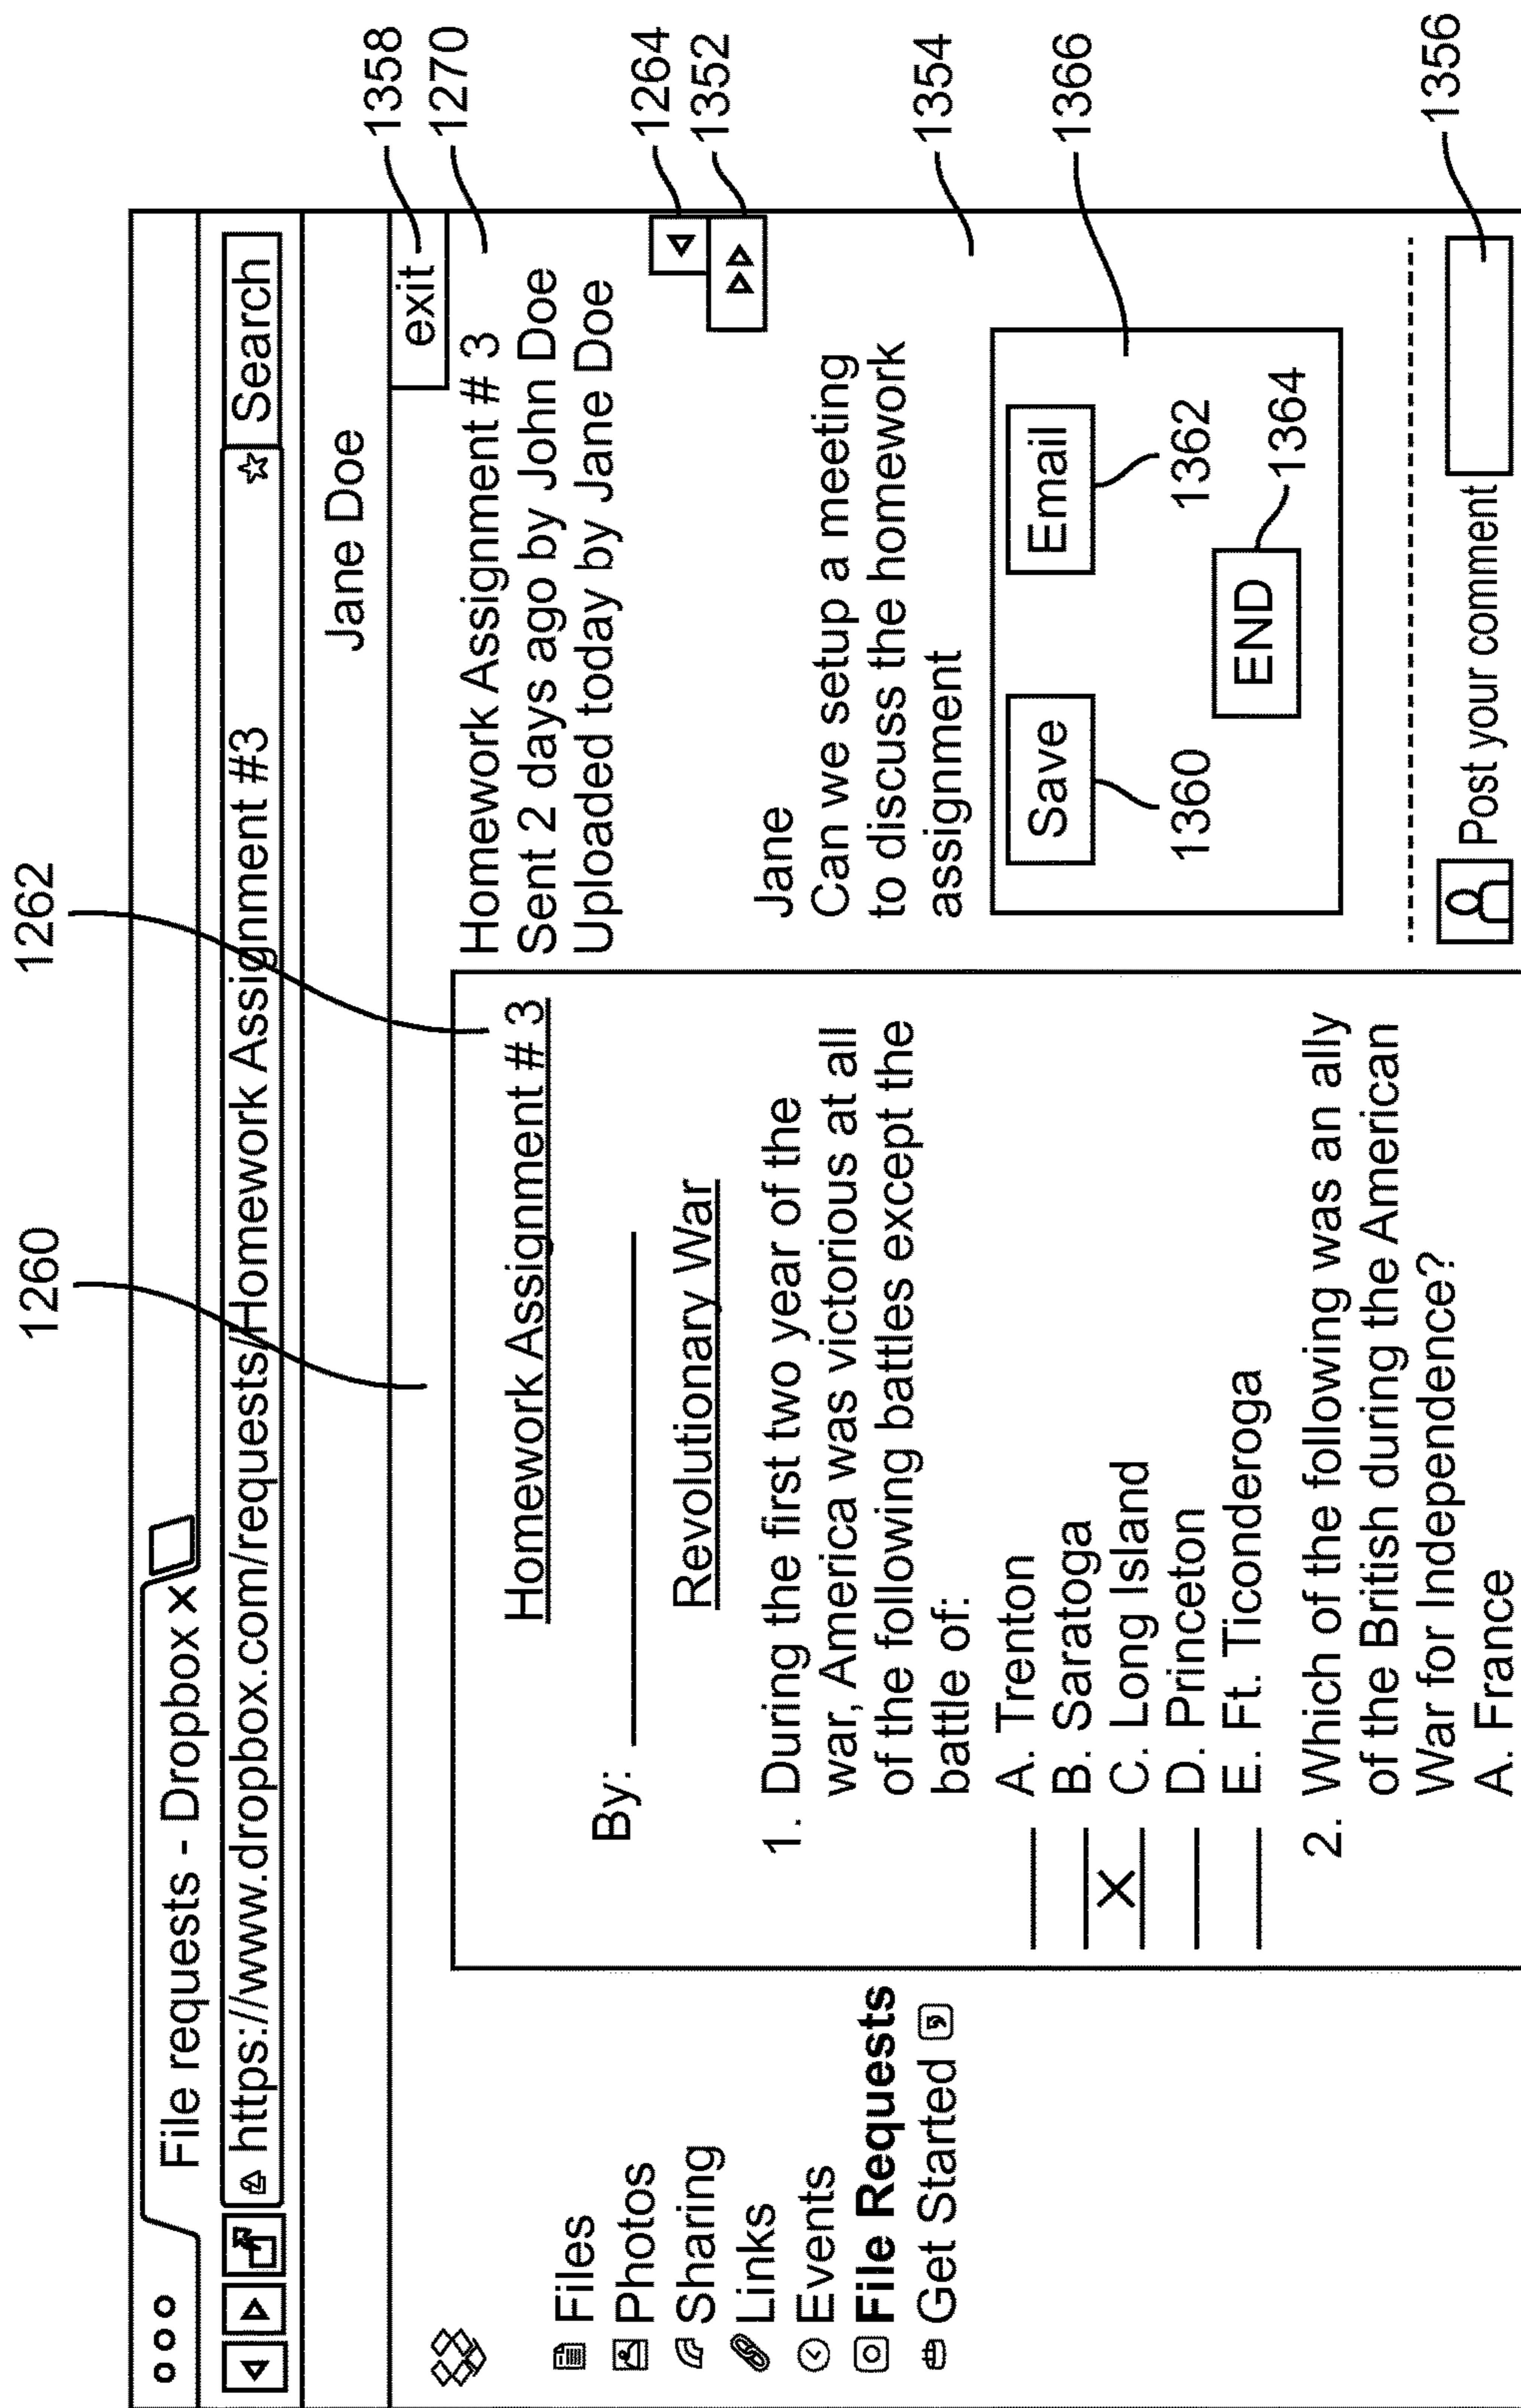 1260
1262
File requests - Dropbox X
https://www.dropbox.com/requests/Homework Assignment #3
Search
Jane Doe
exit
1358
1270
Files
Photos
Sharing
Links
Events
File Requests
Get Started
Homework Assignment # 3
By:
Revolutionary War
1. During the first two year of the
war, America was victorious at all
of the following battles except the
battle of:
A. Trenton
B. Saratoga
X C. Long Island
D. Princeton
E. Ft. Ticonderoga
2. Which of the following was an ally
of the British during the American
War for Independence?
A. France
Homework Assignment # 3
Sent 2 days ago by John Doe
Uploaded today by Jane Doe
1264
1352
Jane
Can we setup a meeting
to discuss the homework
assignment
1354
Save
Email
1360
1362
END
1364
1366
Post your comment
1356